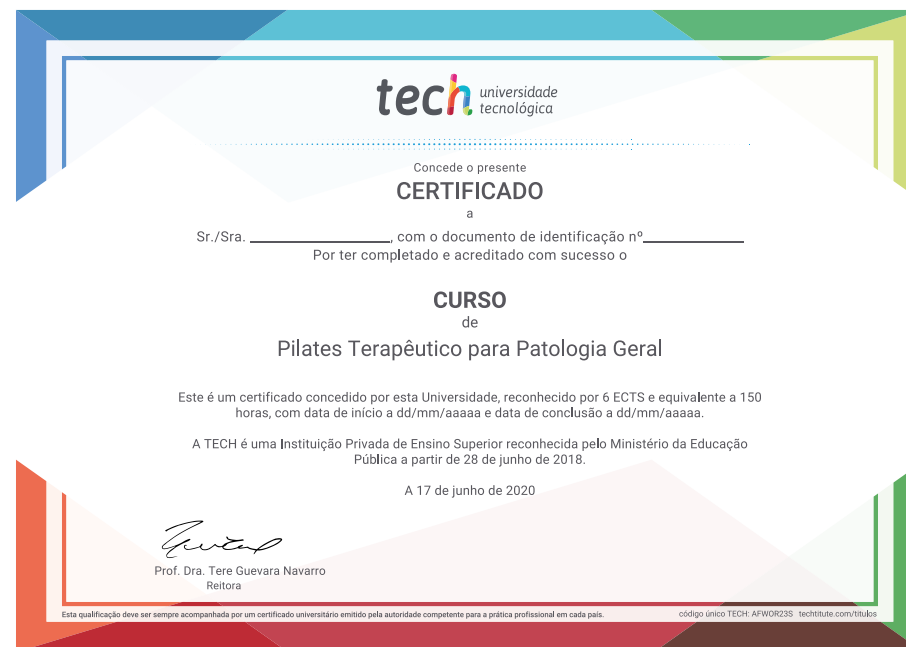 tech universidade
tecnológica
Concede o presente
CERTIFICADO
a
Sr./Sra. ________________, com o documento de identificação nº____________
Por ter completado e acreditado com sucesso o
CURSO
de
Pilates Terapêutico para Patologia Geral
Este é um certificado concedido por esta Universidade, reconhecido por 6 ECTS e equivalente a 150
horas, com data de início a dd/mm/aaaaa e data de conclusão a dd/mm/aaaaa.
A TECH é uma Instituição Privada de Ensino Superior reconhecida pelo Ministério da Educação
Pública a partir de 28 de junho de 2018.
A 17 de junho de 2020
Prof. Dra. Tere Guevara Navarro
Reitora
Esta qualificação deve ser sempre acompanhada por um certificado universitário emitido pela autoridade competente para a prática profissional em cada país.
código único TECH: AFWOR23S techtitute.com/titulos